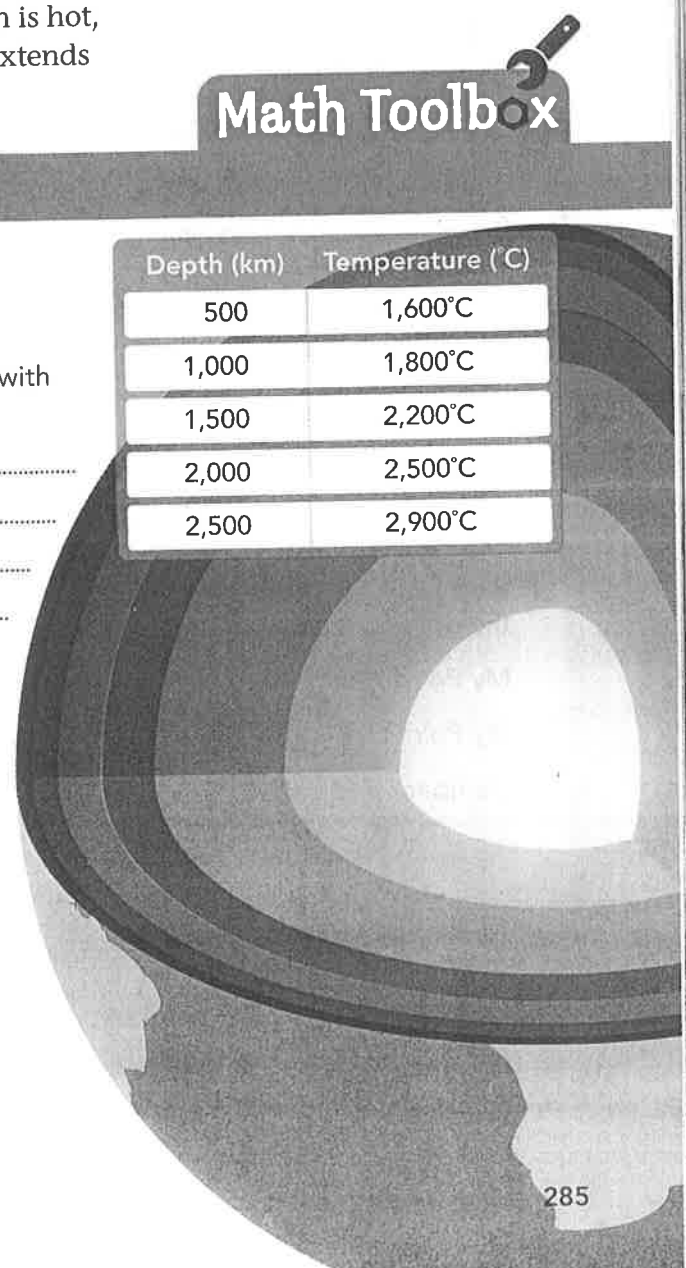 is hot,
xtends
Math Toolbox
Depth (km) Temperature (°C)
500 1,600°C
1,000 1,800°C
with
1,500 2,200°C
2,000 2,500°C
2,500 2,900°C
285